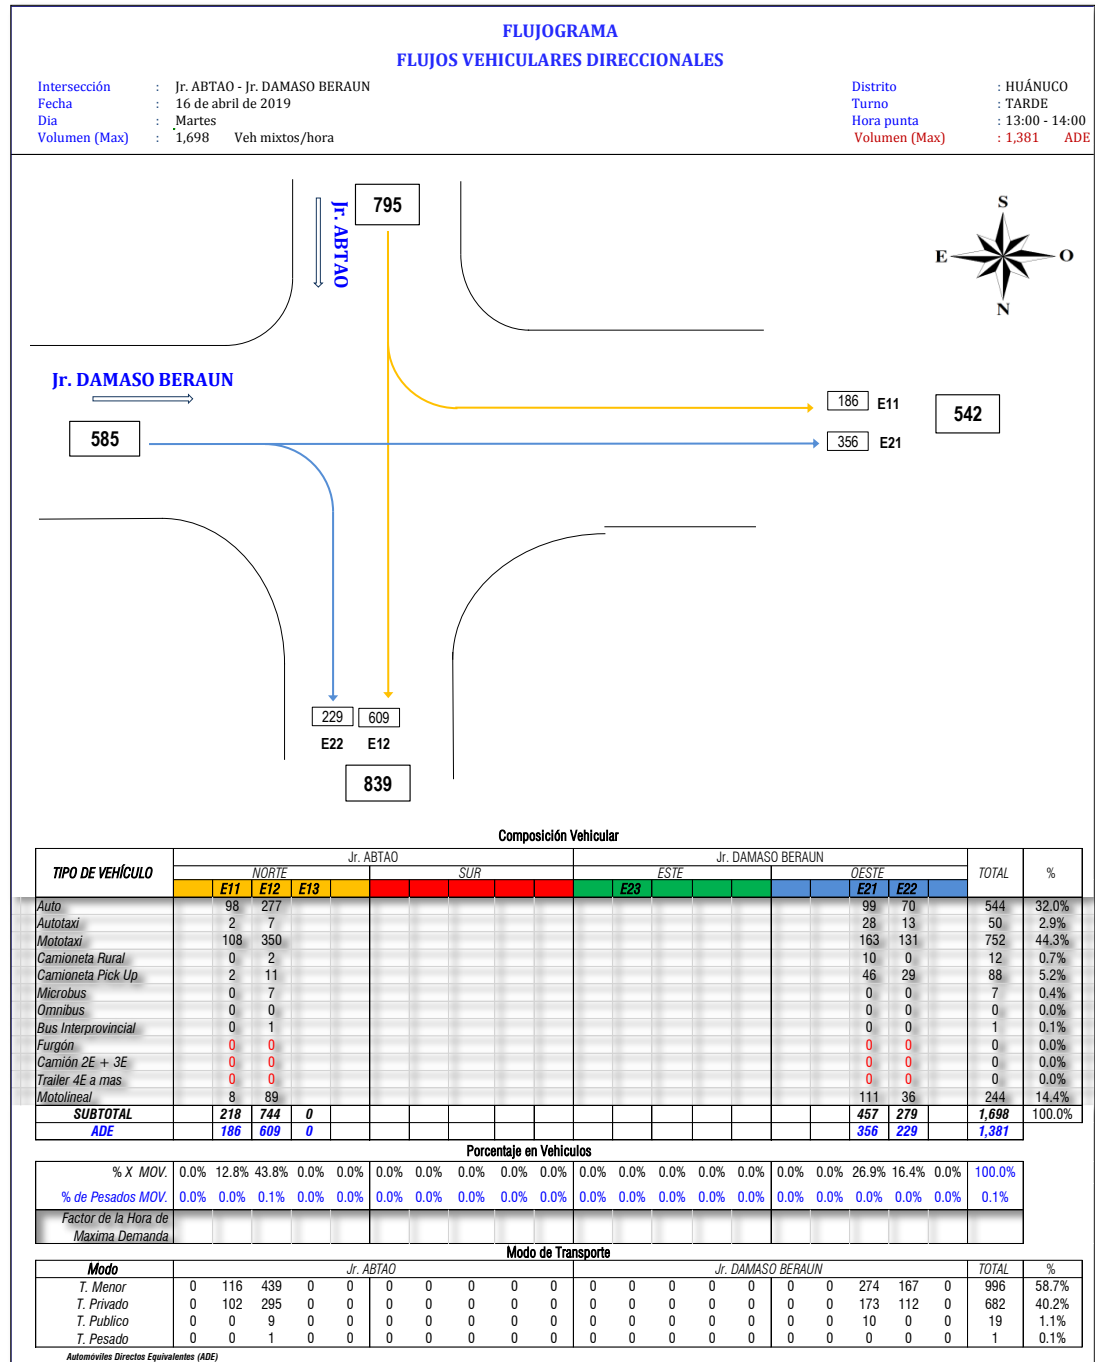 FLUJOGRAMA
FLUJOS VEHICULARES DIRECCIONALES
Intersección : Jr. ABTAO - Jr. DAMASO BERAUN Distrito : HUÁNUCO
Fecha : 16 de abril de 2019 Turno : TARDE
Dia : Martes Hora punta : 13:00 - 14:00
Volumen (Max) : 1,698 Veh mixtos/hora Volumen (Max) : 1,381 ADE
Jr. ABTAO
795
S
E O
N
Jr. DAMASO BERAUN
585
186 E11
542
356 E21
229 609
E22 E12
839
Composición Vehicular
TIPO DE VEHÍCULO Jr. ABTAO Jr. DAMASO BERAUN TOTAL %
NORTE SUR ESTE OESTE
E11 E12 E13 E23 E21 E22
Auto 98 277 99 70 544 32.0%
Autotaxi 2 7 28 13 50 2.9%
Mototaxi 108 350 163 131 752 44.3%
Camioneta Rural 0 2 10 0 12 0.7%
Camioneta Pick Up 2 11 46 29 88 5.2%
Microbus 0 7 0 0 7 0.4%
Omnibus 0 0 0 0 0 0.0%
Bus Interprovincial 0 1 0 0 1 0.1%
Furgón 0 0 0 0 0 0.0%
Camión 2E + 3E 0 0 0 0 0 0.0%
Trailer 4E a mas 0 0 0 0 0 0.0%
Motolineal 8 89 111 36 244 14.4%
SUBTOTAL 218 744 0 457 279 1,698 100.0%
ADE 186 609 0 356 229 1,381
Porcentaje en Vehiculos
% X MOV. 0.0% 12.8% 43.8% 0.0% 0.0% 0.0% 0.0% 0.0% 0.0% 0.0% 0.0% 0.0% 0.0% 0.0% 0.0% 0.0% 0.0% 26.9% 16.4% 0.0% 100.0%
% de Pesados MOV. 0.0% 0.0% 0.1% 0.0% 0.0% 0.0% 0.0% 0.0% 0.0% 0.0% 0.0% 0.0% 0.0% 0.0% 0.0% 0.0% 0.0% 0.0% 0.0% 0.0% 0.1%
Factor de la Hora de
Maxima Demanda
Modo de Transporte
Modo Jr. ABTAO Jr. DAMASO BERAUN TOTAL %
T. Menor 0 116 439 0 0 0 0 0 0 0 0 0 0 0 0 0 0 274 167 0 996 58.7%
T. Privado 0 102 295 0 0 0 0 0 0 0 0 0 0 0 0 0 0 173 112 0 682 40.2%
T. Publico 0 0 9 0 0 0 0 0 0 0 0 0 0 0 0 0 0 10 0 0 19 1.1%
T. Pesado 0 0 1 0 0 0 0 0 0 0 0 0 0 0 0 0 0 0 0 0 1 0.1%
Automóviles Directos Equivalentes (ADE)